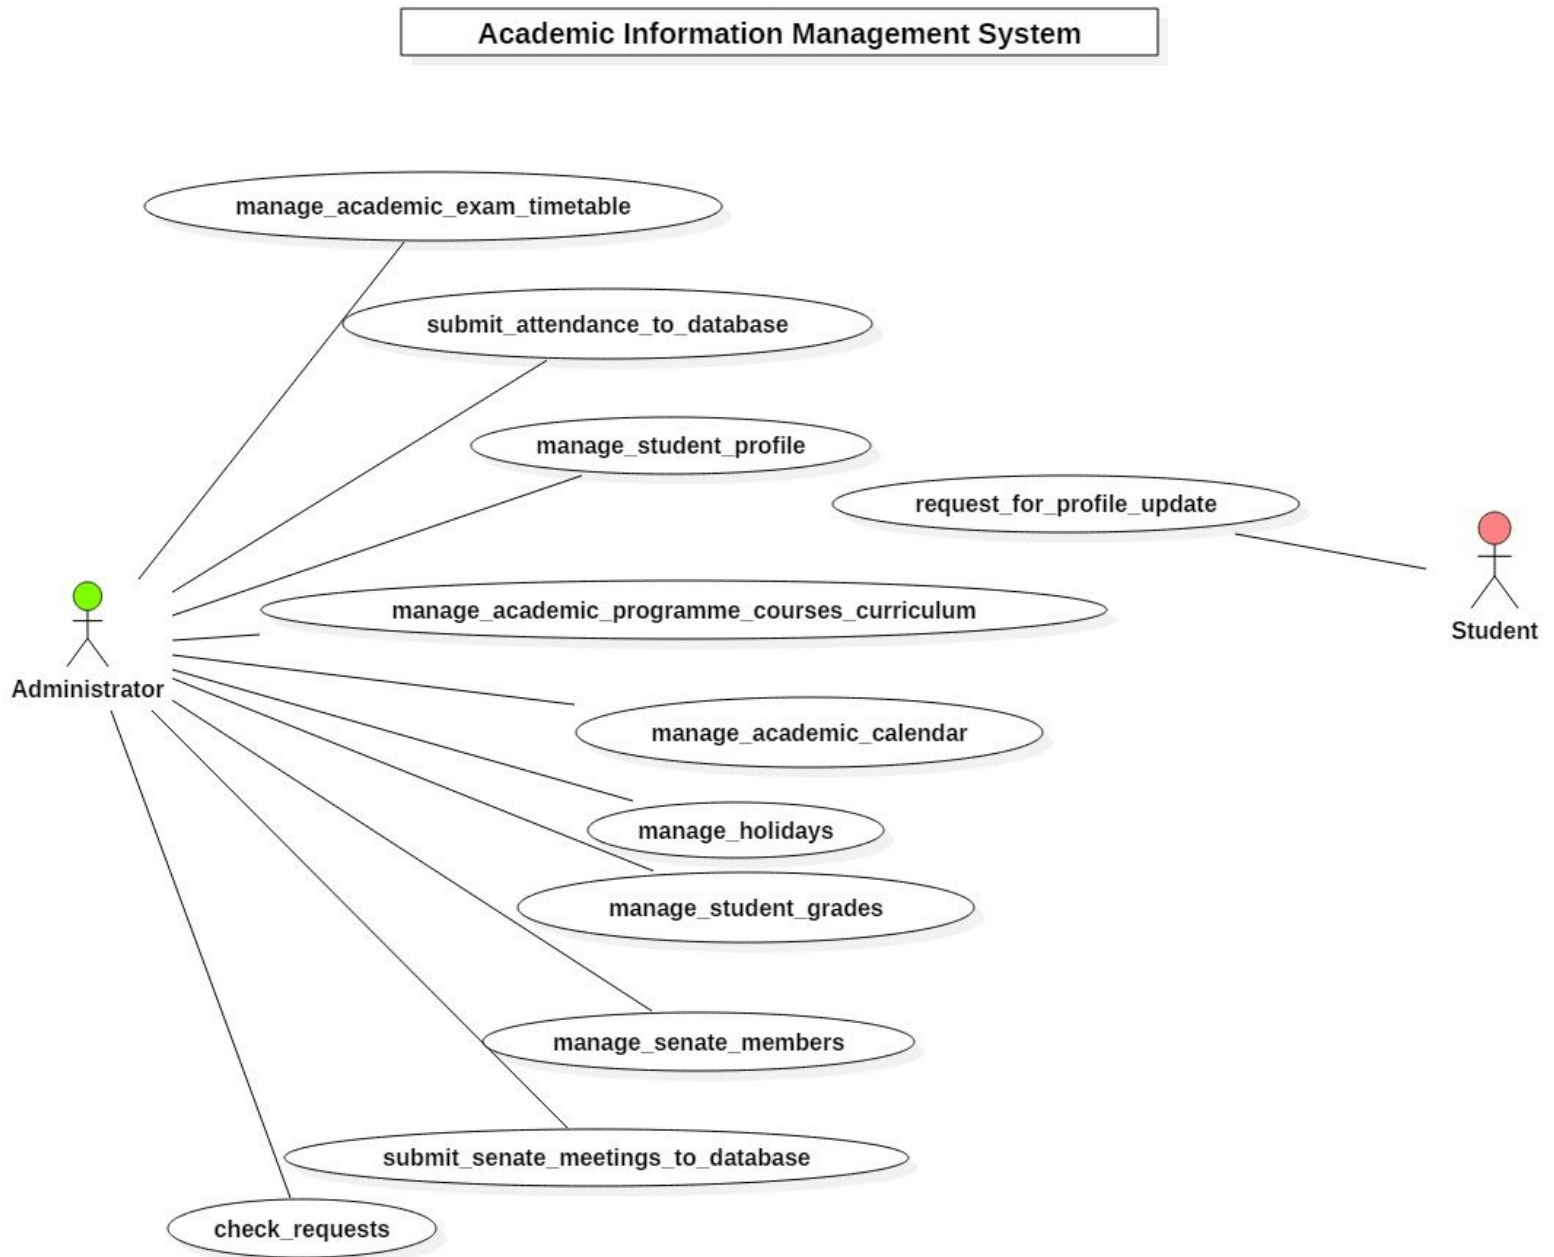 Academic Information Management System
manage_academic_exam_timetable
submit_attendance_to_database
manage_student_profile
request_for_profile_update
manage_academic_programme_courses_curriculum
Student
Administrator
manage_academic_calendar
manage_holidays
manage_student_grades
manage_senate_members
submit_senate_meetings_to_database
check_requests